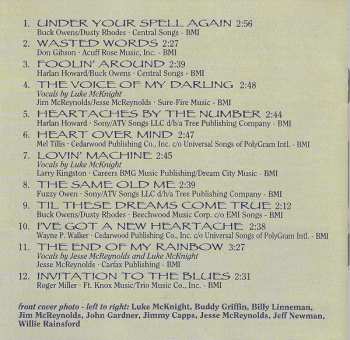 1. UNDER YOUR SPELL AGAIN 2:56
Buck Owens/Dusty Rhodes - Central Songs - BMI
2. WASTED WORDS 2:27
Don Gibson - Acuff Rose Music, Inc. - BMI
3. FOOLIN' AROUND 2:39
Harlan Howard/Buck Owens - Central Songs - BMI
4. THE VOICE OF MY DARLING 2:48
Vocals by Luke McKnight
Jim McReynolds/Jesse McReynolds - Sure-Fire Music - BMI
5. HEARTACHES BY THE NUMBER 2:44
Harlan Howard - Sony/ATV Songs LLC d/b/a Tree Publishing Company - BMI
6. HEART OVER MIND 2:47
Mel Tillis - Cedarwood Publishing Co., Inc. c/o Universal Songs of PolyGram Intl. - BMI
7. LOVIN' MACHINE 2:45
Vocals by Luke McKnight
Larry Kingston - Careers BMG Music Publishing/Dream City Music - BMI
8. THE SAME OLD ME 2:39
Fuzzy Owen - Sony/ATV Songs LLC d/b/a Tree Publishing Company - BMI
9. 'TIL THESE DREAMS COME TRUE 2:12
Buck Owens/Dusty Rhodes - Beechwood Music Corp. c/o EMI Songs - BMI
10. I'VE GOT A NEW HEARTACHE 2:38
Wayne P. Walker - Cedarwood Publishing Co., Inc. c/o Universal Songs of PolyGram Intl. - BMI
11. THE END OF MY RAINBOW 3:27
Vocals by Jesse McReynolds and Luke McKnight
Jesse McReynolds - Carfax Publishing - BMI
12. INVITATION TO THE BLUES 2:31
Roger Miller - Ft. Knox Music/Trio Music Co., Inc. - BMI
front cover photo - left to right: Luke McKnight, Buddy Griffin, Billy Linneman,
Jim McReynolds, John Gardner, Jimmy Capps, Jesse McReynolds, Jeff Newman,
Willie Rainsford